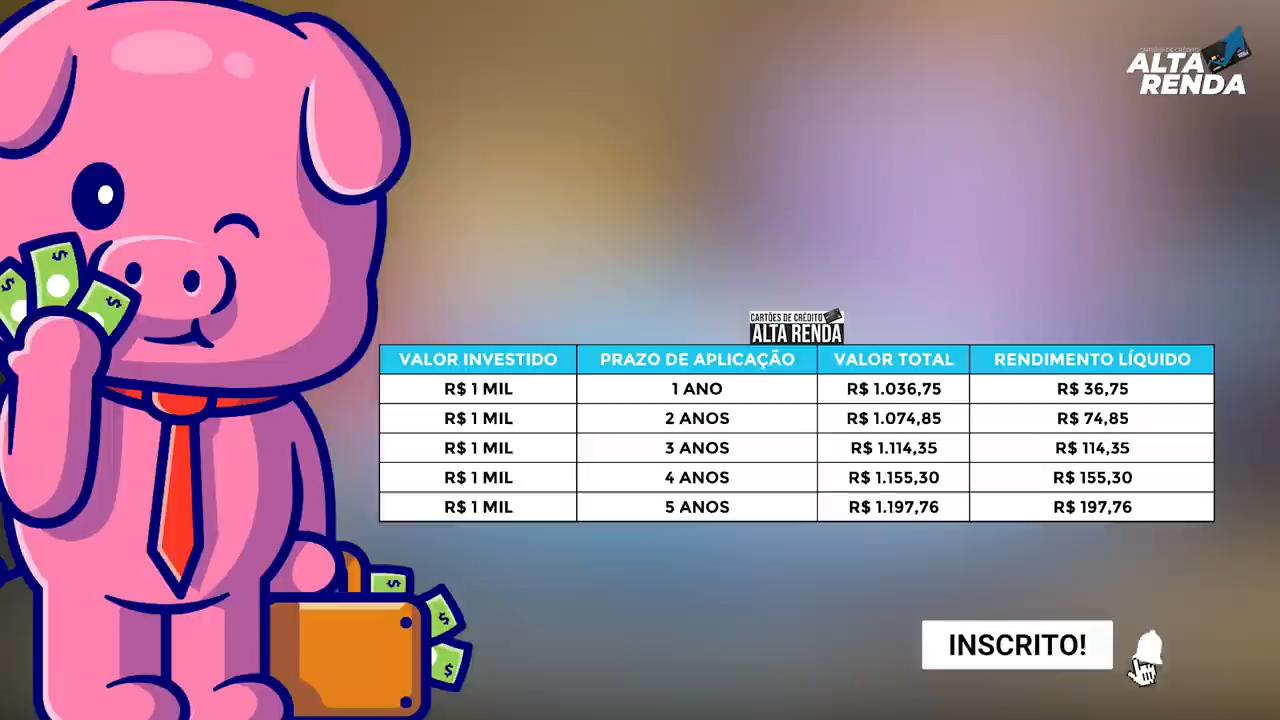 CARTÕES DE CRÉDITO
ALTA
RENDA
CARTÕES DE CRÉDITO
ALTA RENDA
VALOR INVESTIDO PRAZO DE APLICAÇÃO VALOR TOTAL RENDIMENTO LÍQUIDO
R$ 1 MIL 1 ANO R$ 1.036,75 R$ 36,75
R$ 1 MIL 2 ANOS R$ 1.074,85 R$ 74,85
R$ 1 MIL 3 ANOS R$ 1.114,35 R$ 114,35
R$ 1 MIL 4 ANOS R$ 1.155,30 R$ 155,30
R$ 1 MIL 5 ANOS R$ 1.197,76 R$ 197,76
INSCRITO!